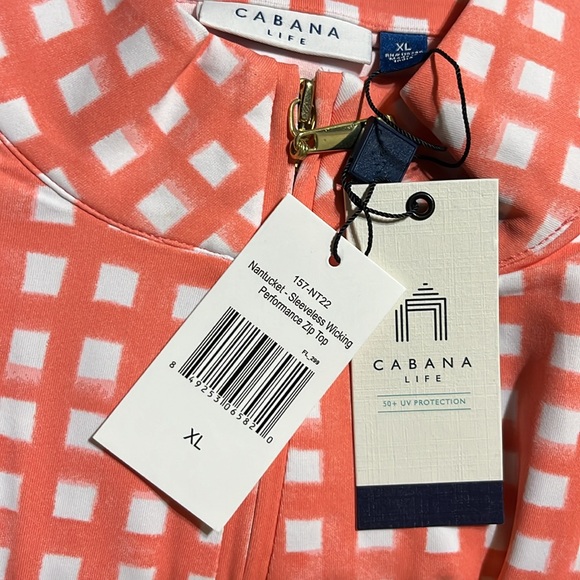 CABANA
LIFE
XL
157-NT22
Nantucket - Sleeveless Wicking
Performance Zip Top
FL_298
8 49253 06582 0
XL
CABANA
LIFE
50+ UV PROTECTION